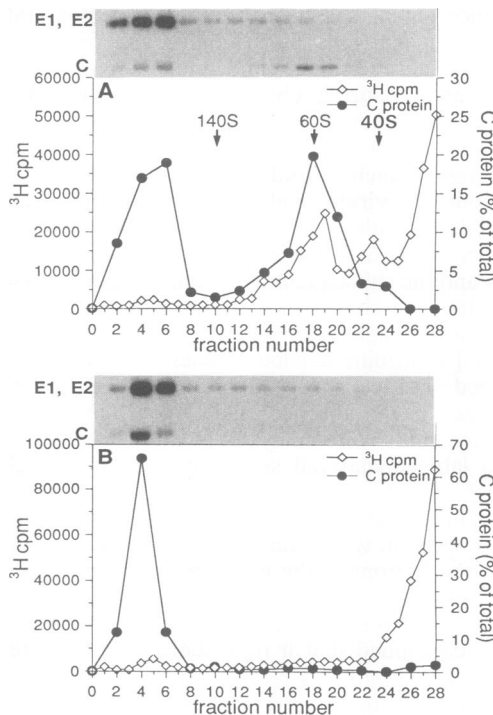 E1, E2
C
A
³H cpm
C protein
140S
60S
40S
60000
50000
40000
30000
20000
10000
0
³H cpm
30
25
20
15
10
5
0
C protein (% of total)
0 2 4 6 8 10 12 14 16 18 20 22 24 26 28
fraction number
E1, E2
C
B
³H cpm
C protein
100000
80000
60000
40000
20000
0
³H cpm
70
60
50
40
30
20
10
0
C protein (% of total)
0 2 4 6 8 10 12 14 16 18 20 22 24 26 28
fraction number